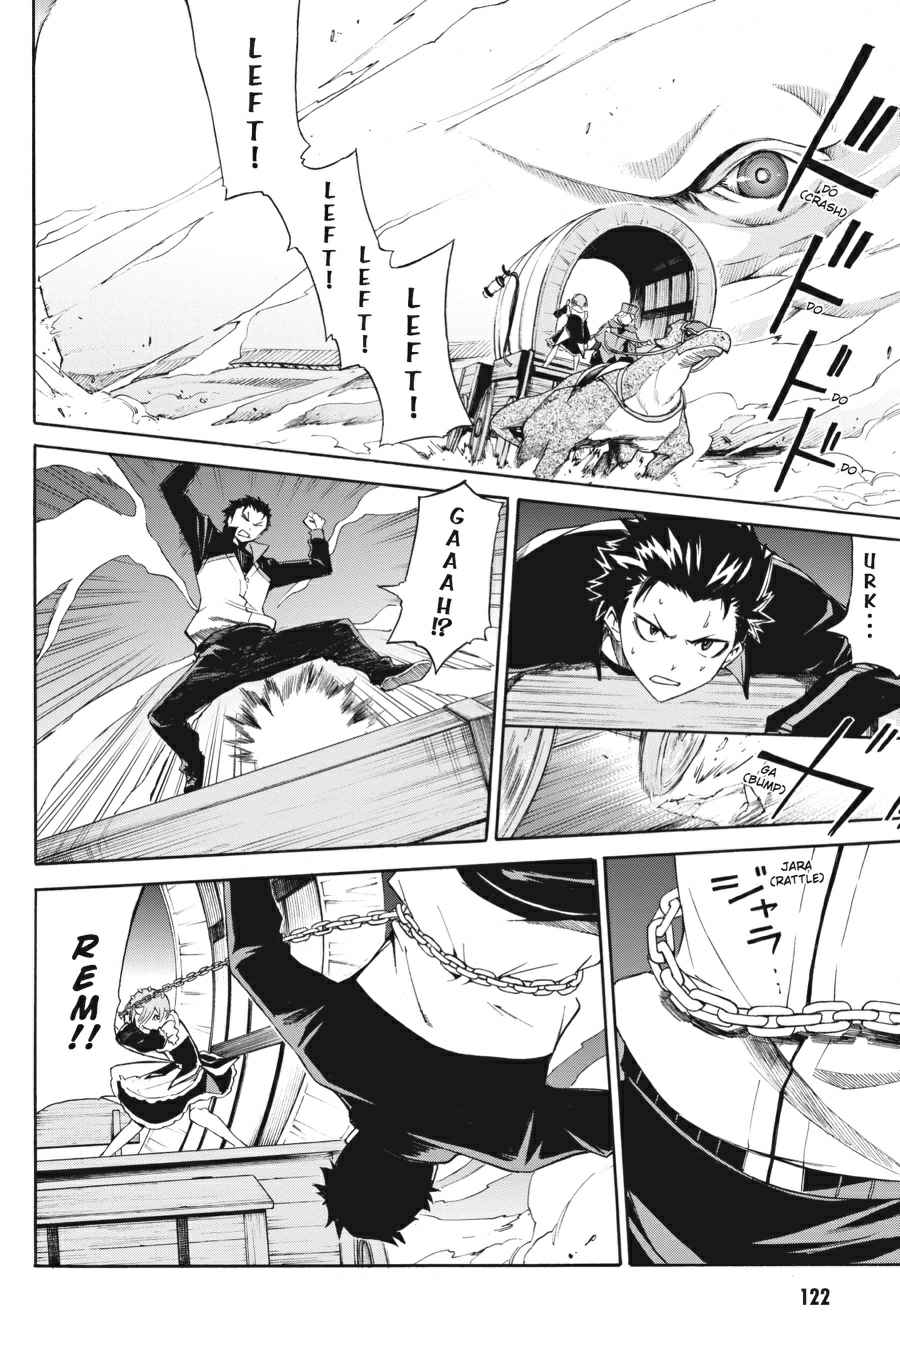 ド
DO
(CRASH)
ド
DO
ド
DO
ド
DO
LEFT!
LEFT!
LEFT!
LEFT!
URK...
GA
(BUMP)
ガ
GAAAH!?
JARA
(RATTLE)
ジャラ…
REM!!
122